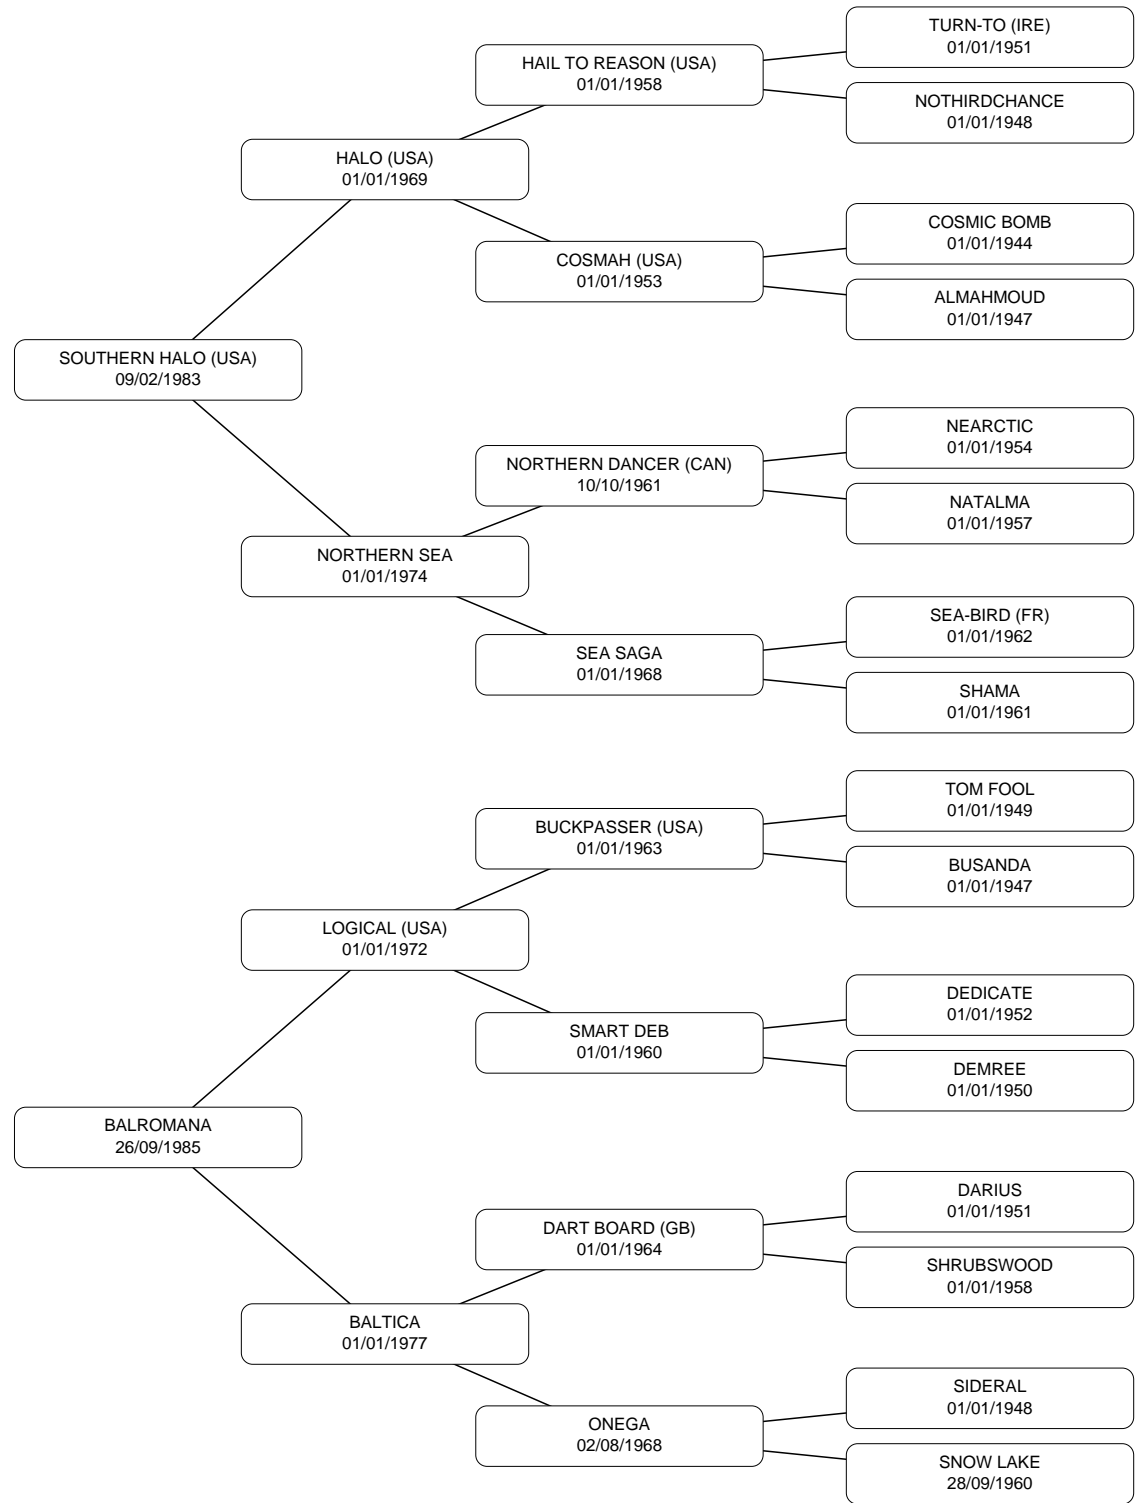 TURN-TO (IRE)
01/01/1951
HAIL TO REASON (USA)
01/01/1958
NOTHIRDCHANCE
01/01/1948
HALO (USA)
01/01/1969
COSMIC BOMB
01/01/1944
COSMAH (USA)
01/01/1953
ALMAHMOUD
01/01/1947
SOUTHERN HALO (USA)
09/02/1983
NEARCTIC
01/01/1954
NORTHERN DANCER (CAN)
10/10/1961
NATALMA
01/01/1957
NORTHERN SEA
01/01/1974
SEA-BIRD (FR)
01/01/1962
SEA SAGA
01/01/1968
SHAMA
01/01/1961
TOM FOOL
01/01/1949
BUCKPASSER (USA)
01/01/1963
BUSANDA
01/01/1947
LOGICAL (USA)
01/01/1972
DEDICATE
01/01/1952
SMART DEB
01/01/1960
DEMREE
01/01/1950
BALROMANA
26/09/1985
DARIUS
01/01/1951
DART BOARD (GB)
01/01/1964
SHRUBSWOOD
01/01/1958
BALTICA
01/01/1977
SIDERAL
01/01/1948
ONEGA
02/08/1968
SNOW LAKE
28/09/1960